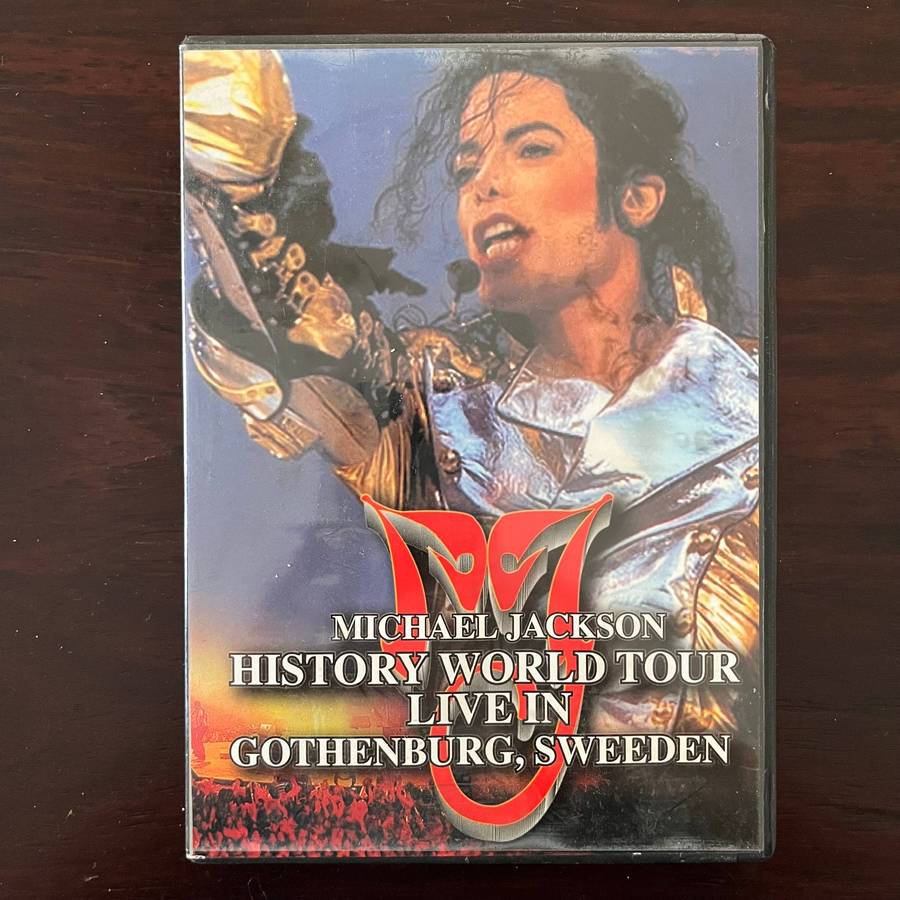 MICHAEL JACKSON
HISTORY WORLD TOUR
LIVE IN
GOTHENBURG, SWEEDEN